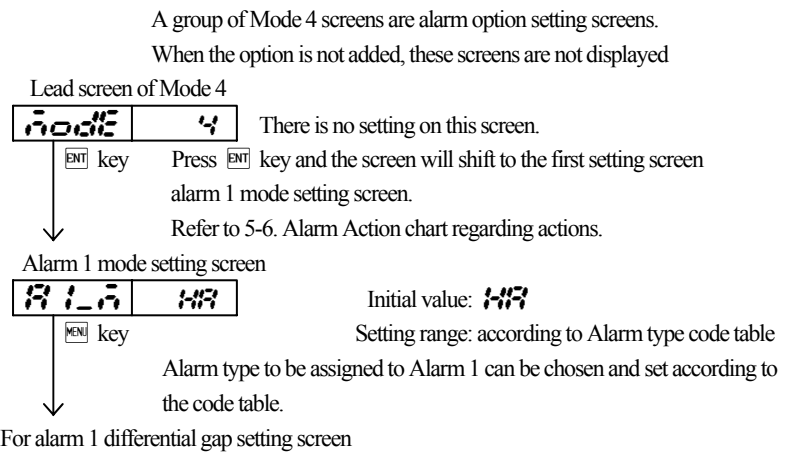 A group of Mode 4 screens are alarm option setting screens.
When the option is not added, these screens are not displayed
Lead screen of Mode 4
modE 4 There is no setting on this screen.
ENT key Press ENT key and the screen will shift to the first setting screen
alarm 1 mode setting screen.
Refer to 5-6. Alarm Action chart regarding actions.
Alarm 1 mode setting screen
A1_m HA Initial value: HA
MENU key Setting range: according to Alarm type code table
Alarm type to be assigned to Alarm 1 can be chosen and set according to
the code table.
For alarm 1 differential gap setting screen